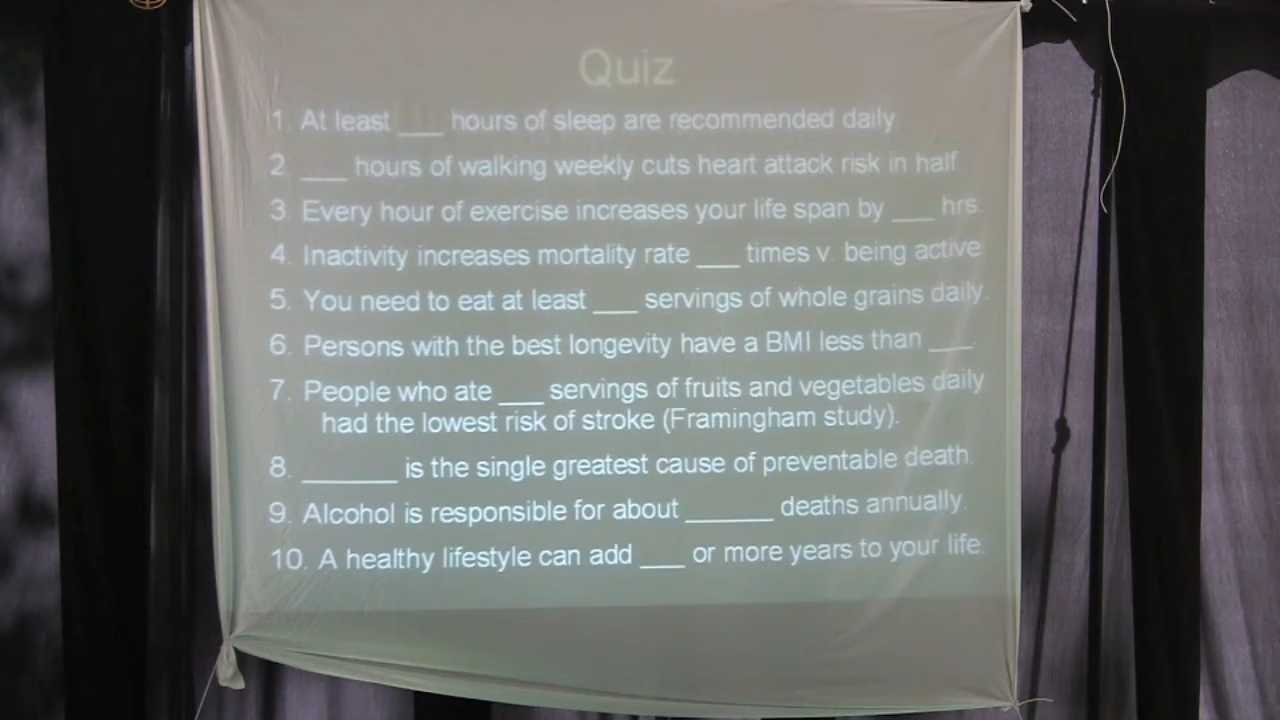 Quiz
1. At least ___ hours of sleep are recommended daily.
2. ___ hours of walking weekly cuts heart attack risk in half.
3. Every hour of exercise increases your life span by ___ hrs.
4. Inactivity increases mortality rate ___ times v. being active
5. You need to eat at least ___ servings of whole grains daily.
6. Persons with the best longevity have a BMI less than ___.
7. People who ate ___ servings of fruits and vegetables daily
had the lowest risk of stroke (Framingham study).
8. _______ is the single greatest cause of preventable death.
9. Alcohol is responsible for about ______ deaths annually.
10. A healthy lifestyle can add ___ or more years to your life.